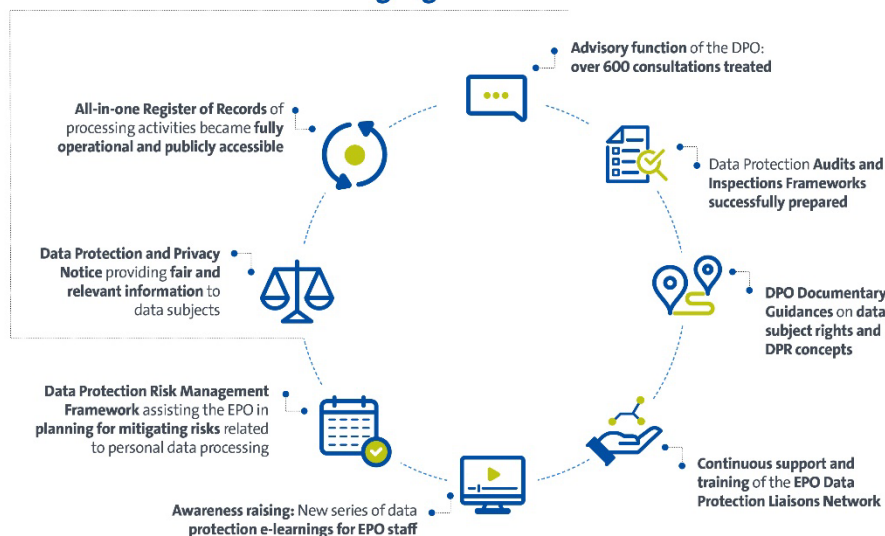 Advisory function of the DPO:
over 600 consultations treated
Data Protection Audits and
Inspections Frameworks
successfully prepared
DPO Documentary
Guidances on data
subject rights and
DPR concepts
Continuous support and
training of the EPO Data
Protection Liaisons Network
Awareness raising: New series of data
protection e-learnings for EPO staff
Data Protection Risk Management
Framework assisting the EPO in
planning for mitigating risks related
to personal data processing
Data Protection and Privacy
Notice providing fair and
relevant information to
data subjects
All-in-one Register of Records of
processing activities became fully
operational and publicly accessible